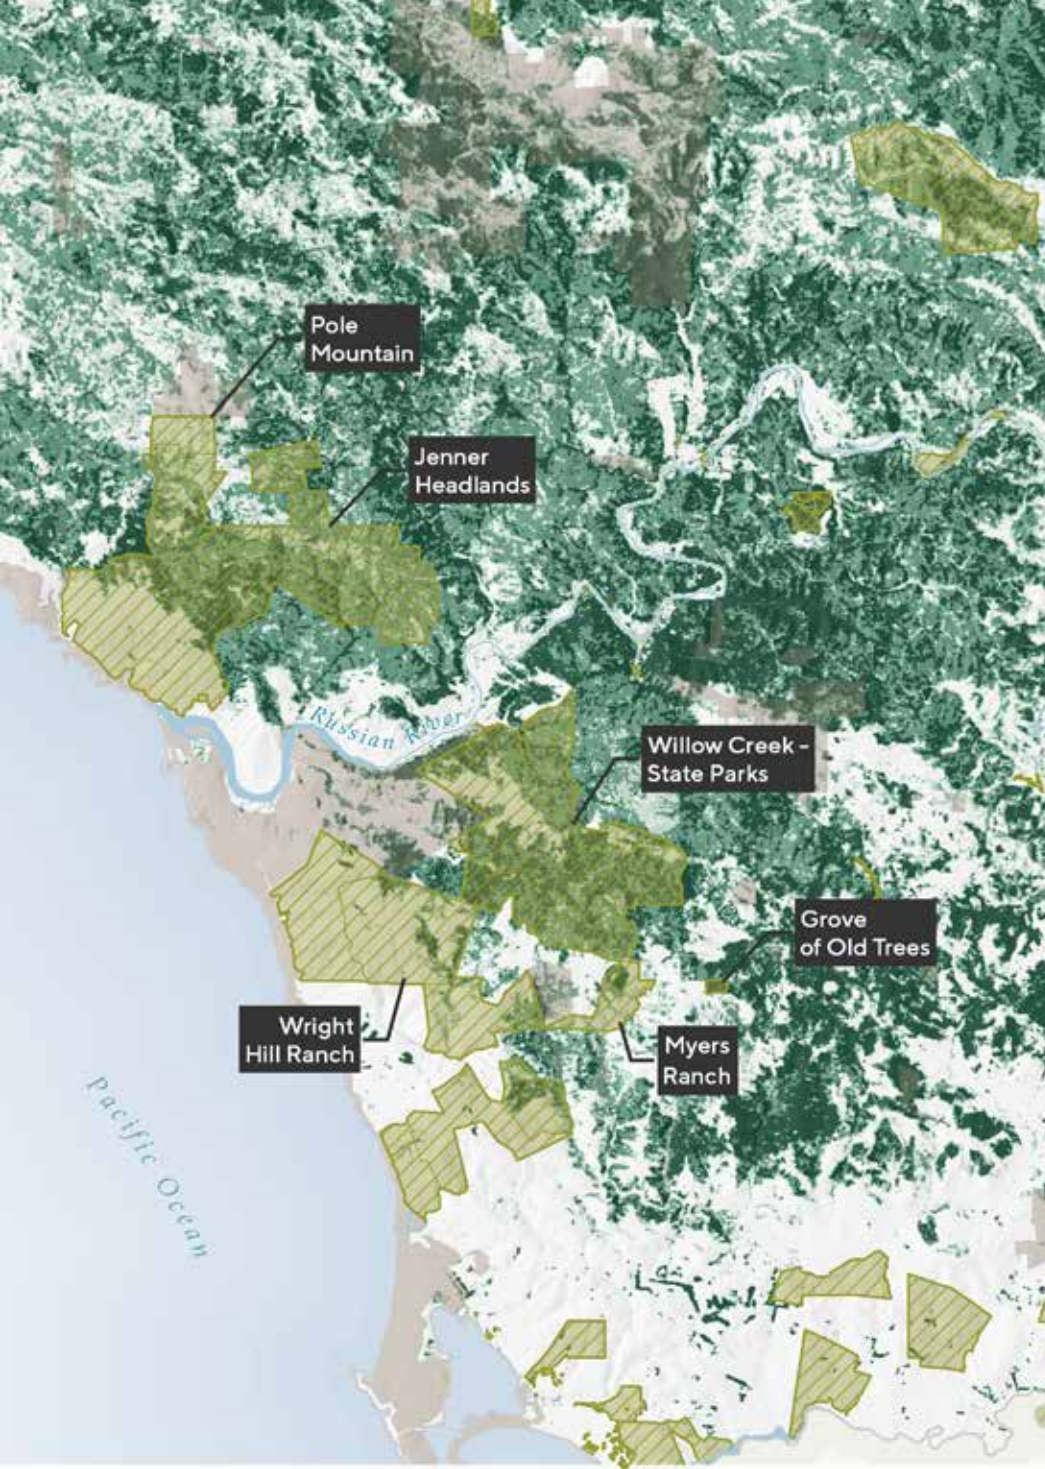 Pole
Mountain
Jenner
Headlands
Russian River
Willow Creek -
State Parks
Grove
of Old Trees
Wright
Hill Ranch
Myers
Ranch
Pacific Ocean